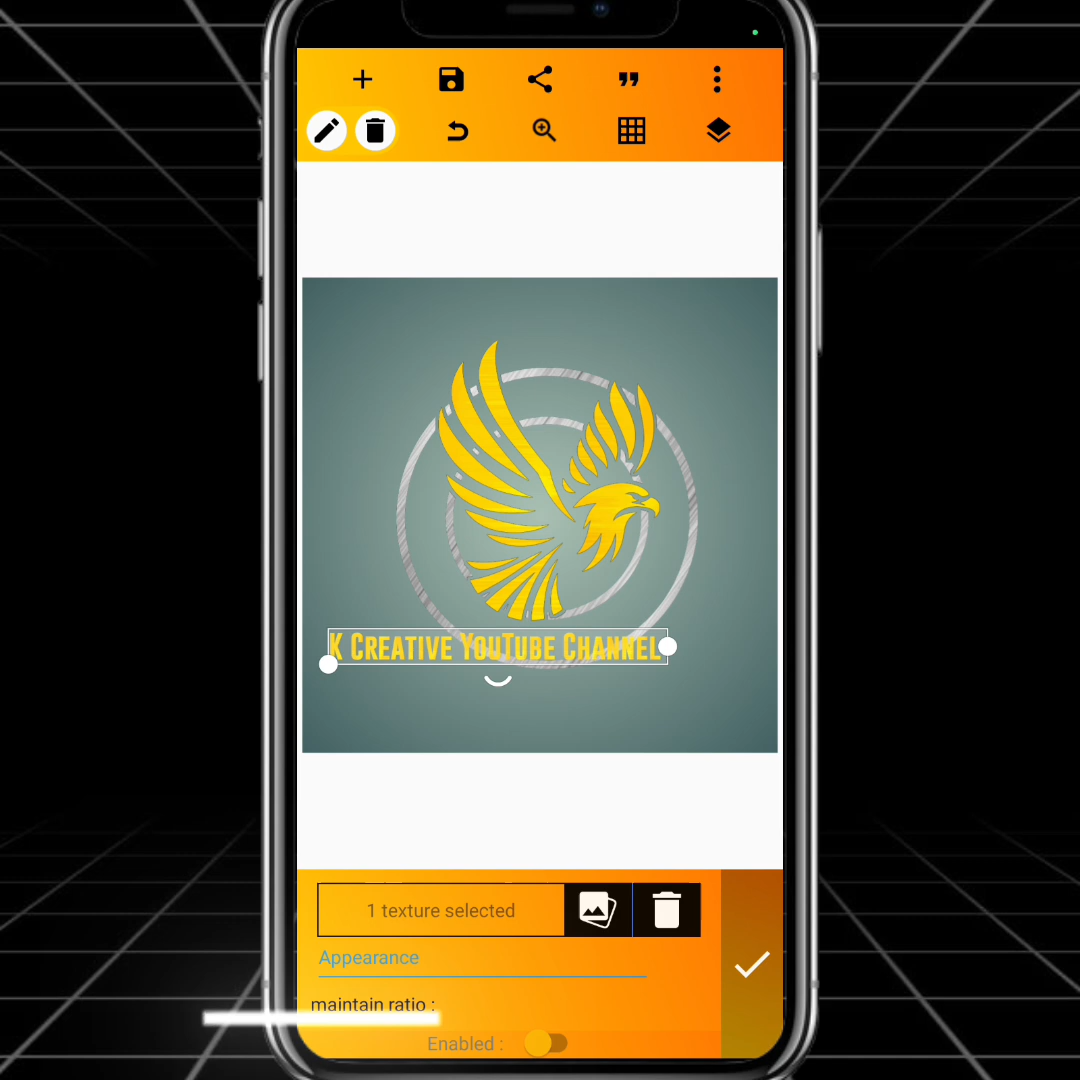 K Creative YouTube Channel
1 texture selected
Appearance
maintain ratio :
Enabled :